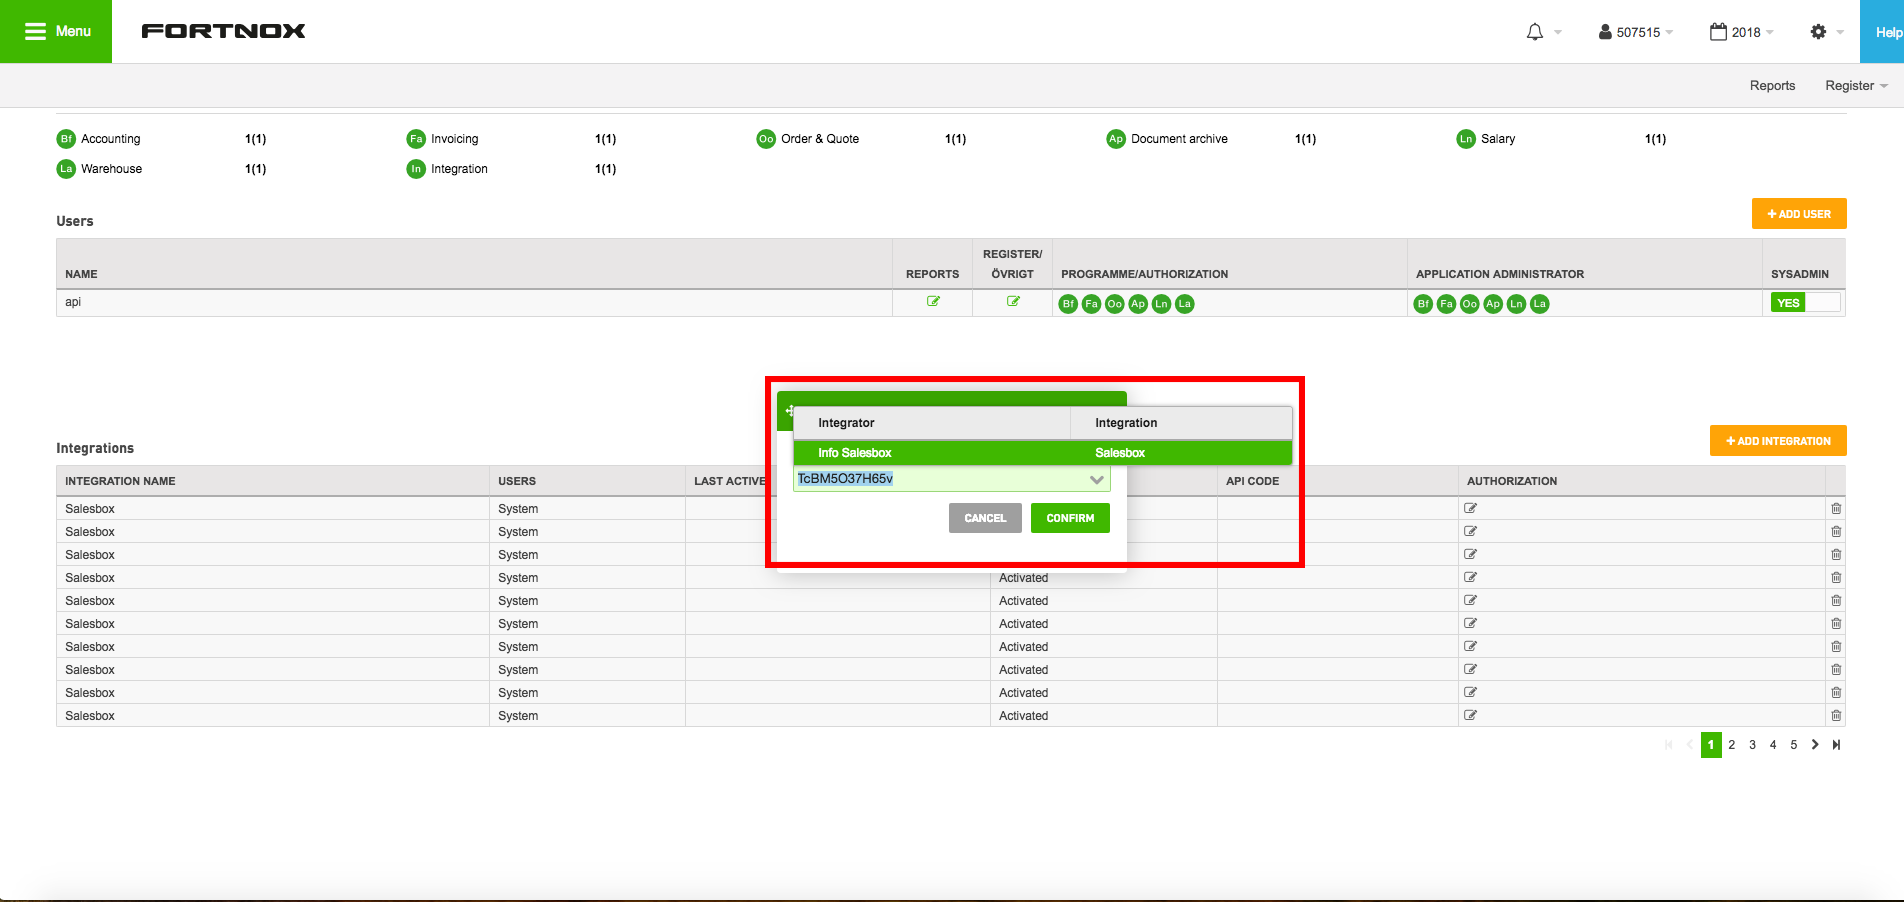 Menu FORTNOX 507515 2018 Help
Reports Register
Bf Accounting 1(1) Fa Invoicing 1(1) Oo Order & Quote 1(1) Ap Document archive 1(1) Ln Salary 1(1)
La Warehouse 1(1) In Integration 1(1)
Users + ADD USER
NAME REPORTS REGISTER/ ÖVRIGT PROGRAMME/AUTHORIZATION APPLICATION ADMINISTRATOR SYSADMIN
api Bf Fa Oo Ap Ln La Bf Fa Oo Ap Ln La YES
Integrator Integration
Info Salesbox Salesbox
TcBM5O37H65v
CANCEL CONFIRM
Integrations + ADD INTEGRATION
INTEGRATION NAME USERS LAST ACTIVE API CODE AUTHORIZATION
Salesbox System
Salesbox System
Salesbox System
Salesbox System Activated
Salesbox System Activated
Salesbox System Activated
Salesbox System Activated
Salesbox System Activated
Salesbox System Activated
Salesbox System Activated
1 2 3 4 5